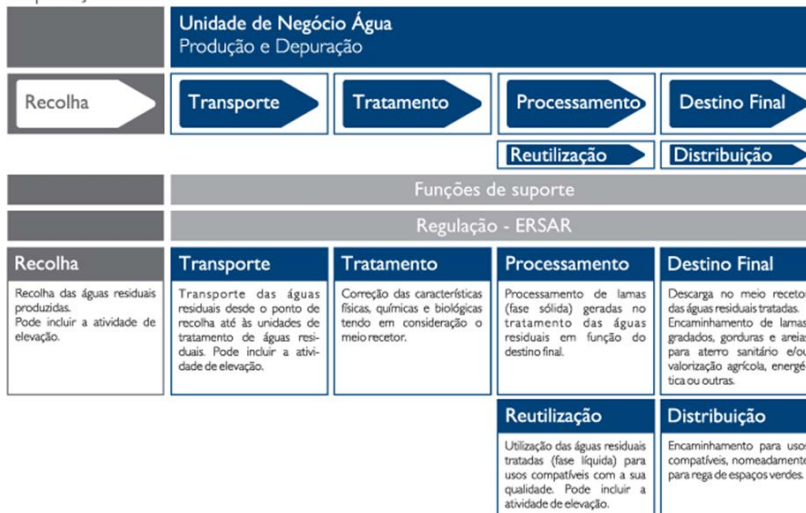 Unidade de Negócio Água
Produção e Depuração
Recolha
Transporte
Tratamento
Processamento
Destino Final
Reutilização
Distribuição
Funções de suporte
Regulação - ERSAR
Recolha
Recolha das águas residuais
produzidas.
Pode incluir a atividade de
elevação.
Transporte
Transporte das águas
residuais desde o ponto de
recolha até às unidades de
tratamento de águas resi-
duais. Pode incluir a ativi-
dade de elevação.
Tratamento
Correção das características
físicas, químicas e biológicas
tendo em consideração o
meio recetor.
Processamento
Processamento de lamas
(fase sólida) geradas no
tratamento das águas
residuais em função do
destino final.
Destino Final
Descarga no meio recetor
das águas residuais tratadas.
Encaminhamento de lamas,
gradados, gorduras e areias
para aterro sanitário e/ou
valorização agrícola, energé-
tica ou outras.
Reutilização
Utilização das águas residuais
tratadas (fase líquida) para
usos compatíveis com a sua
qualidade. Pode incluir a
atividade de elevação.
Distribuição
Encaminhamento para usos
compatíveis, nomeadamente
para rega de espaços verdes.